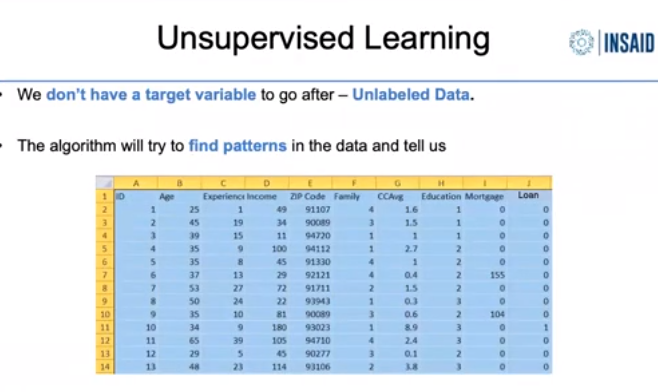 Unsupervised Learning
INSAID
We don't have a target variable to go after – Unlabeled Data.
The algorithm will try to find patterns in the data and tell us
A B C D E F G H I J
1 ID Age Experienc Income ZIP Code Family CCAvg Education Mortgage Loan
2 1 25 1 49 91107 4 1.6 1 0 0
3 2 45 19 34 90089 3 1.5 1 0 0
4 3 39 15 11 94720 1 1 1 0 0
5 4 35 9 100 94112 1 2.7 2 0 0
6 5 35 8 45 91330 4 1 2 0 0
7 6 37 13 29 92121 4 0.4 2 155 0
8 7 53 27 72 91711 2 1.5 2 0 0
9 8 50 24 22 93943 1 0.3 3 0 0
10 9 35 10 81 90089 3 0.6 2 104 0
11 10 34 9 180 93023 1 8.9 3 0 1
12 11 65 39 105 94710 4 2.4 3 0 0
13 12 29 5 45 90277 3 0.1 2 0 0
14 13 48 23 114 93106 2 3.8 3 0 0